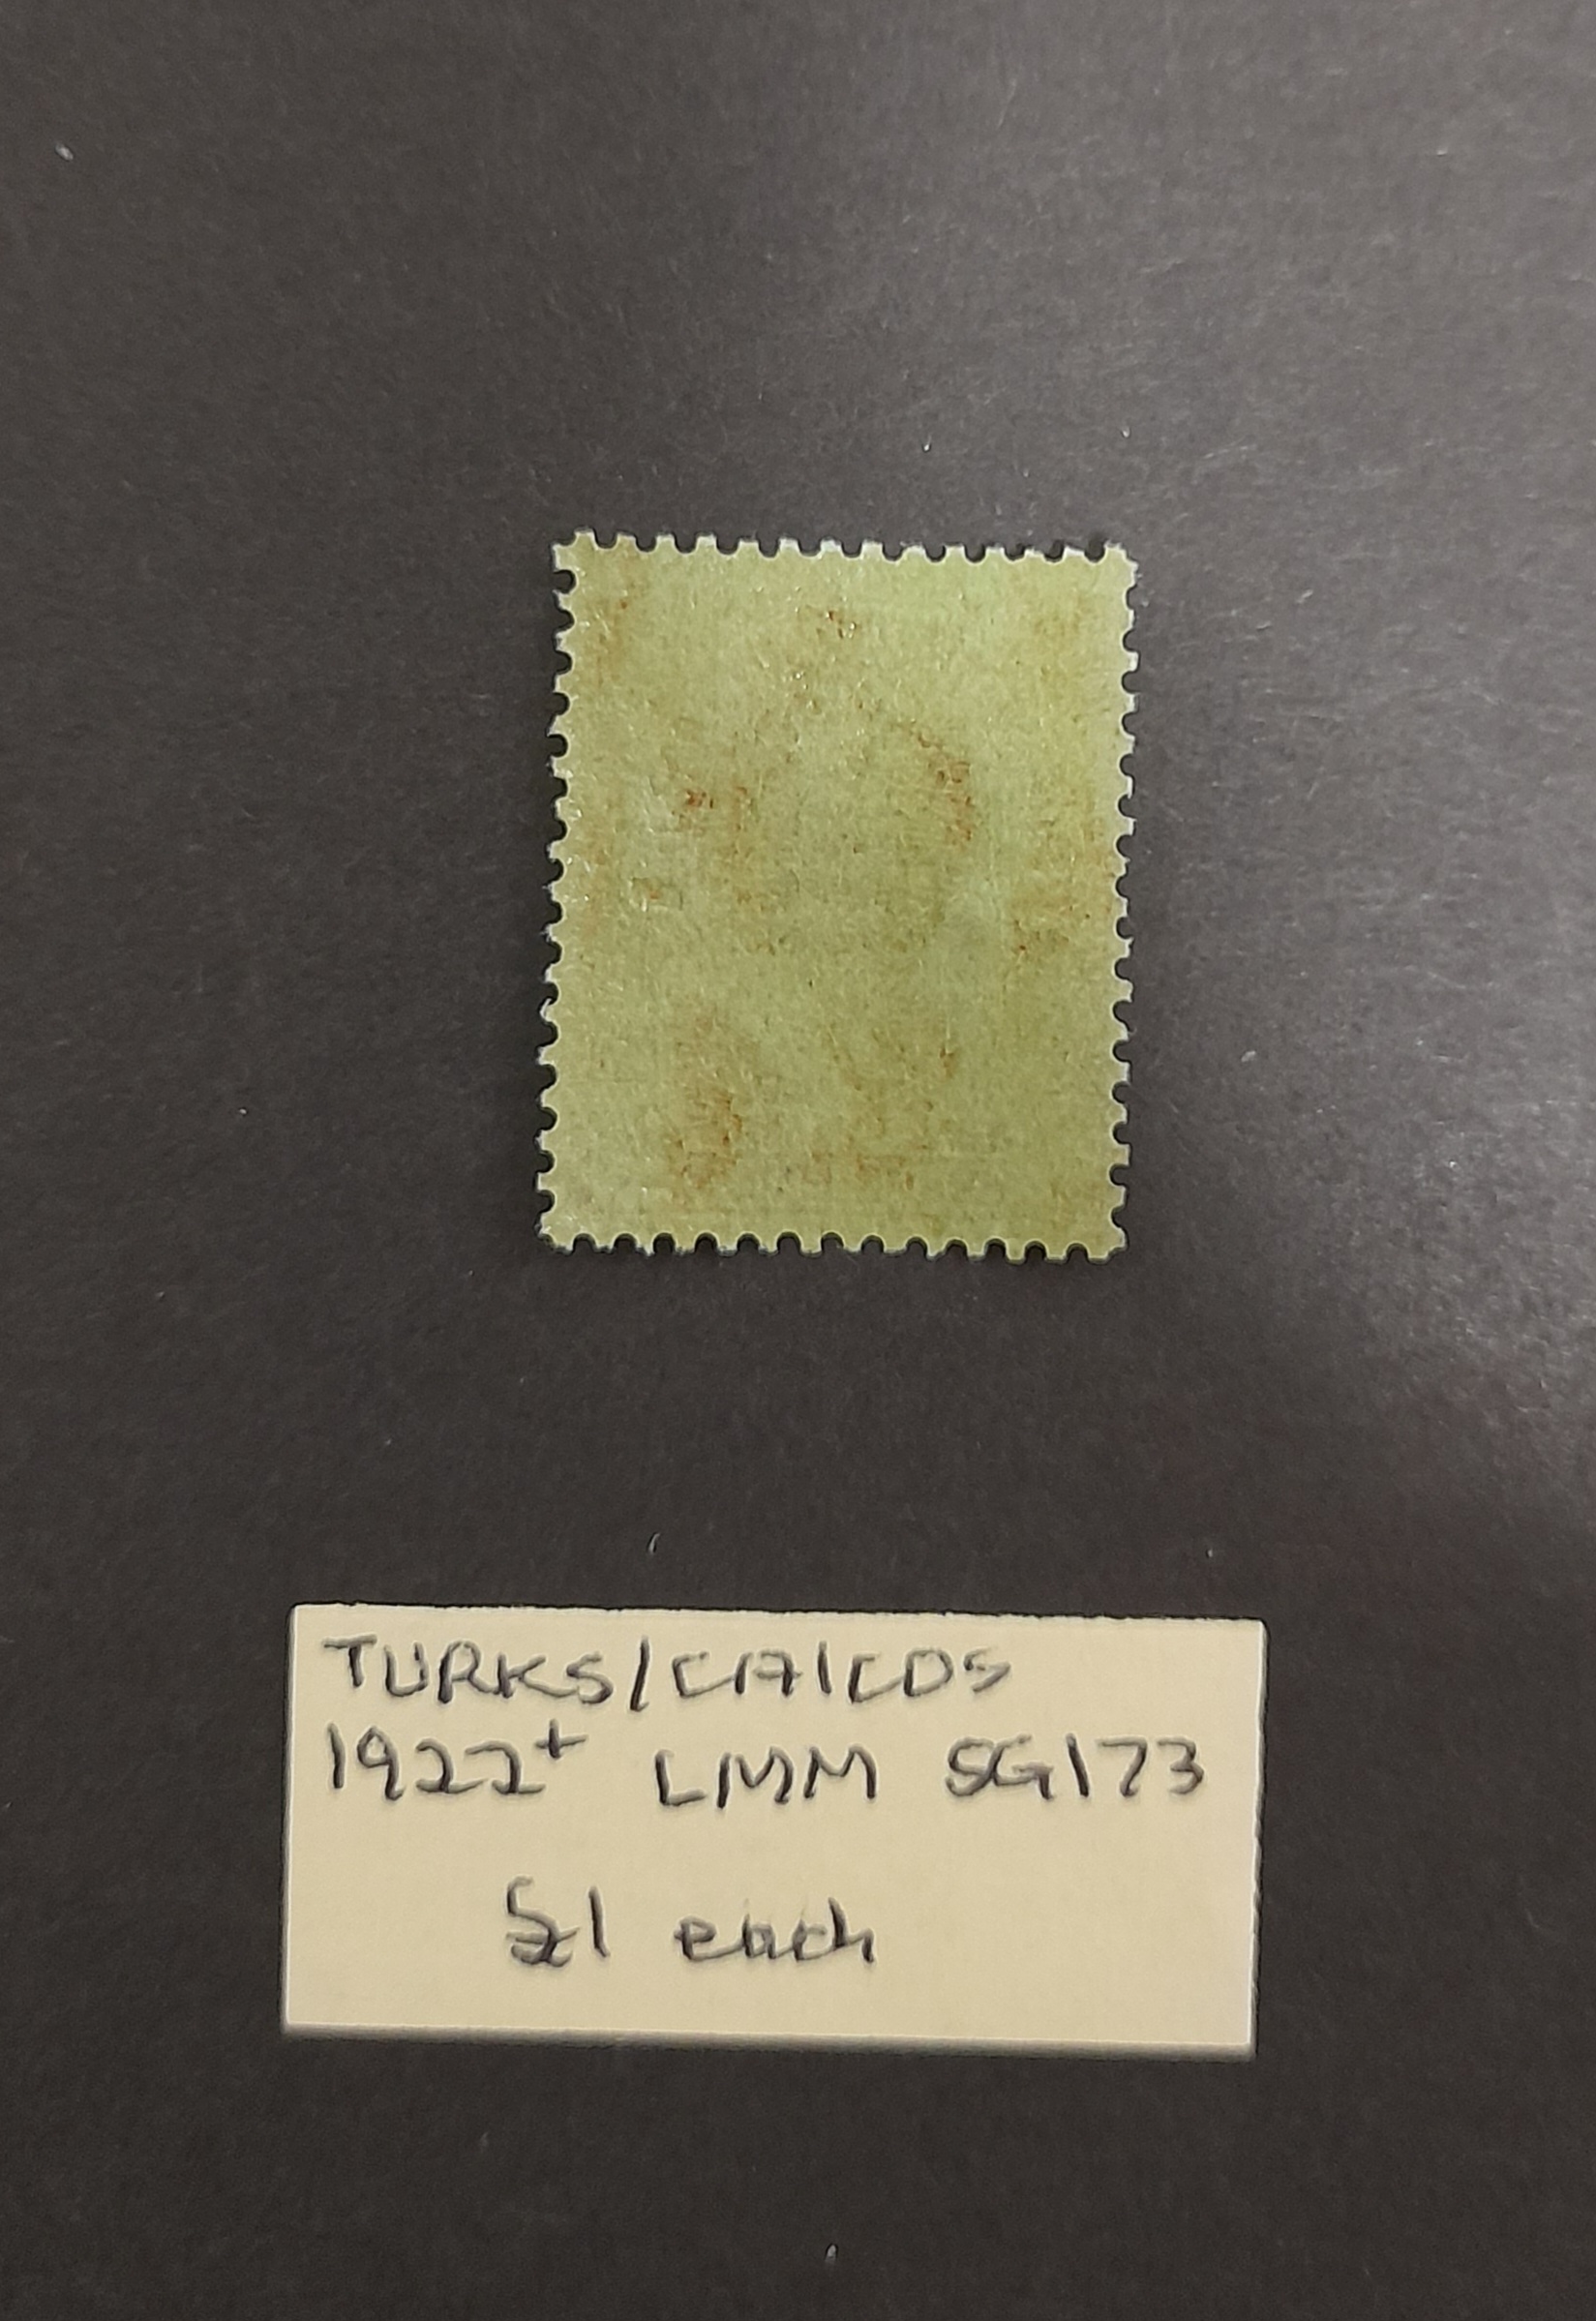 TURKS/CAICOS
1922+ LMM SG173
£1 each